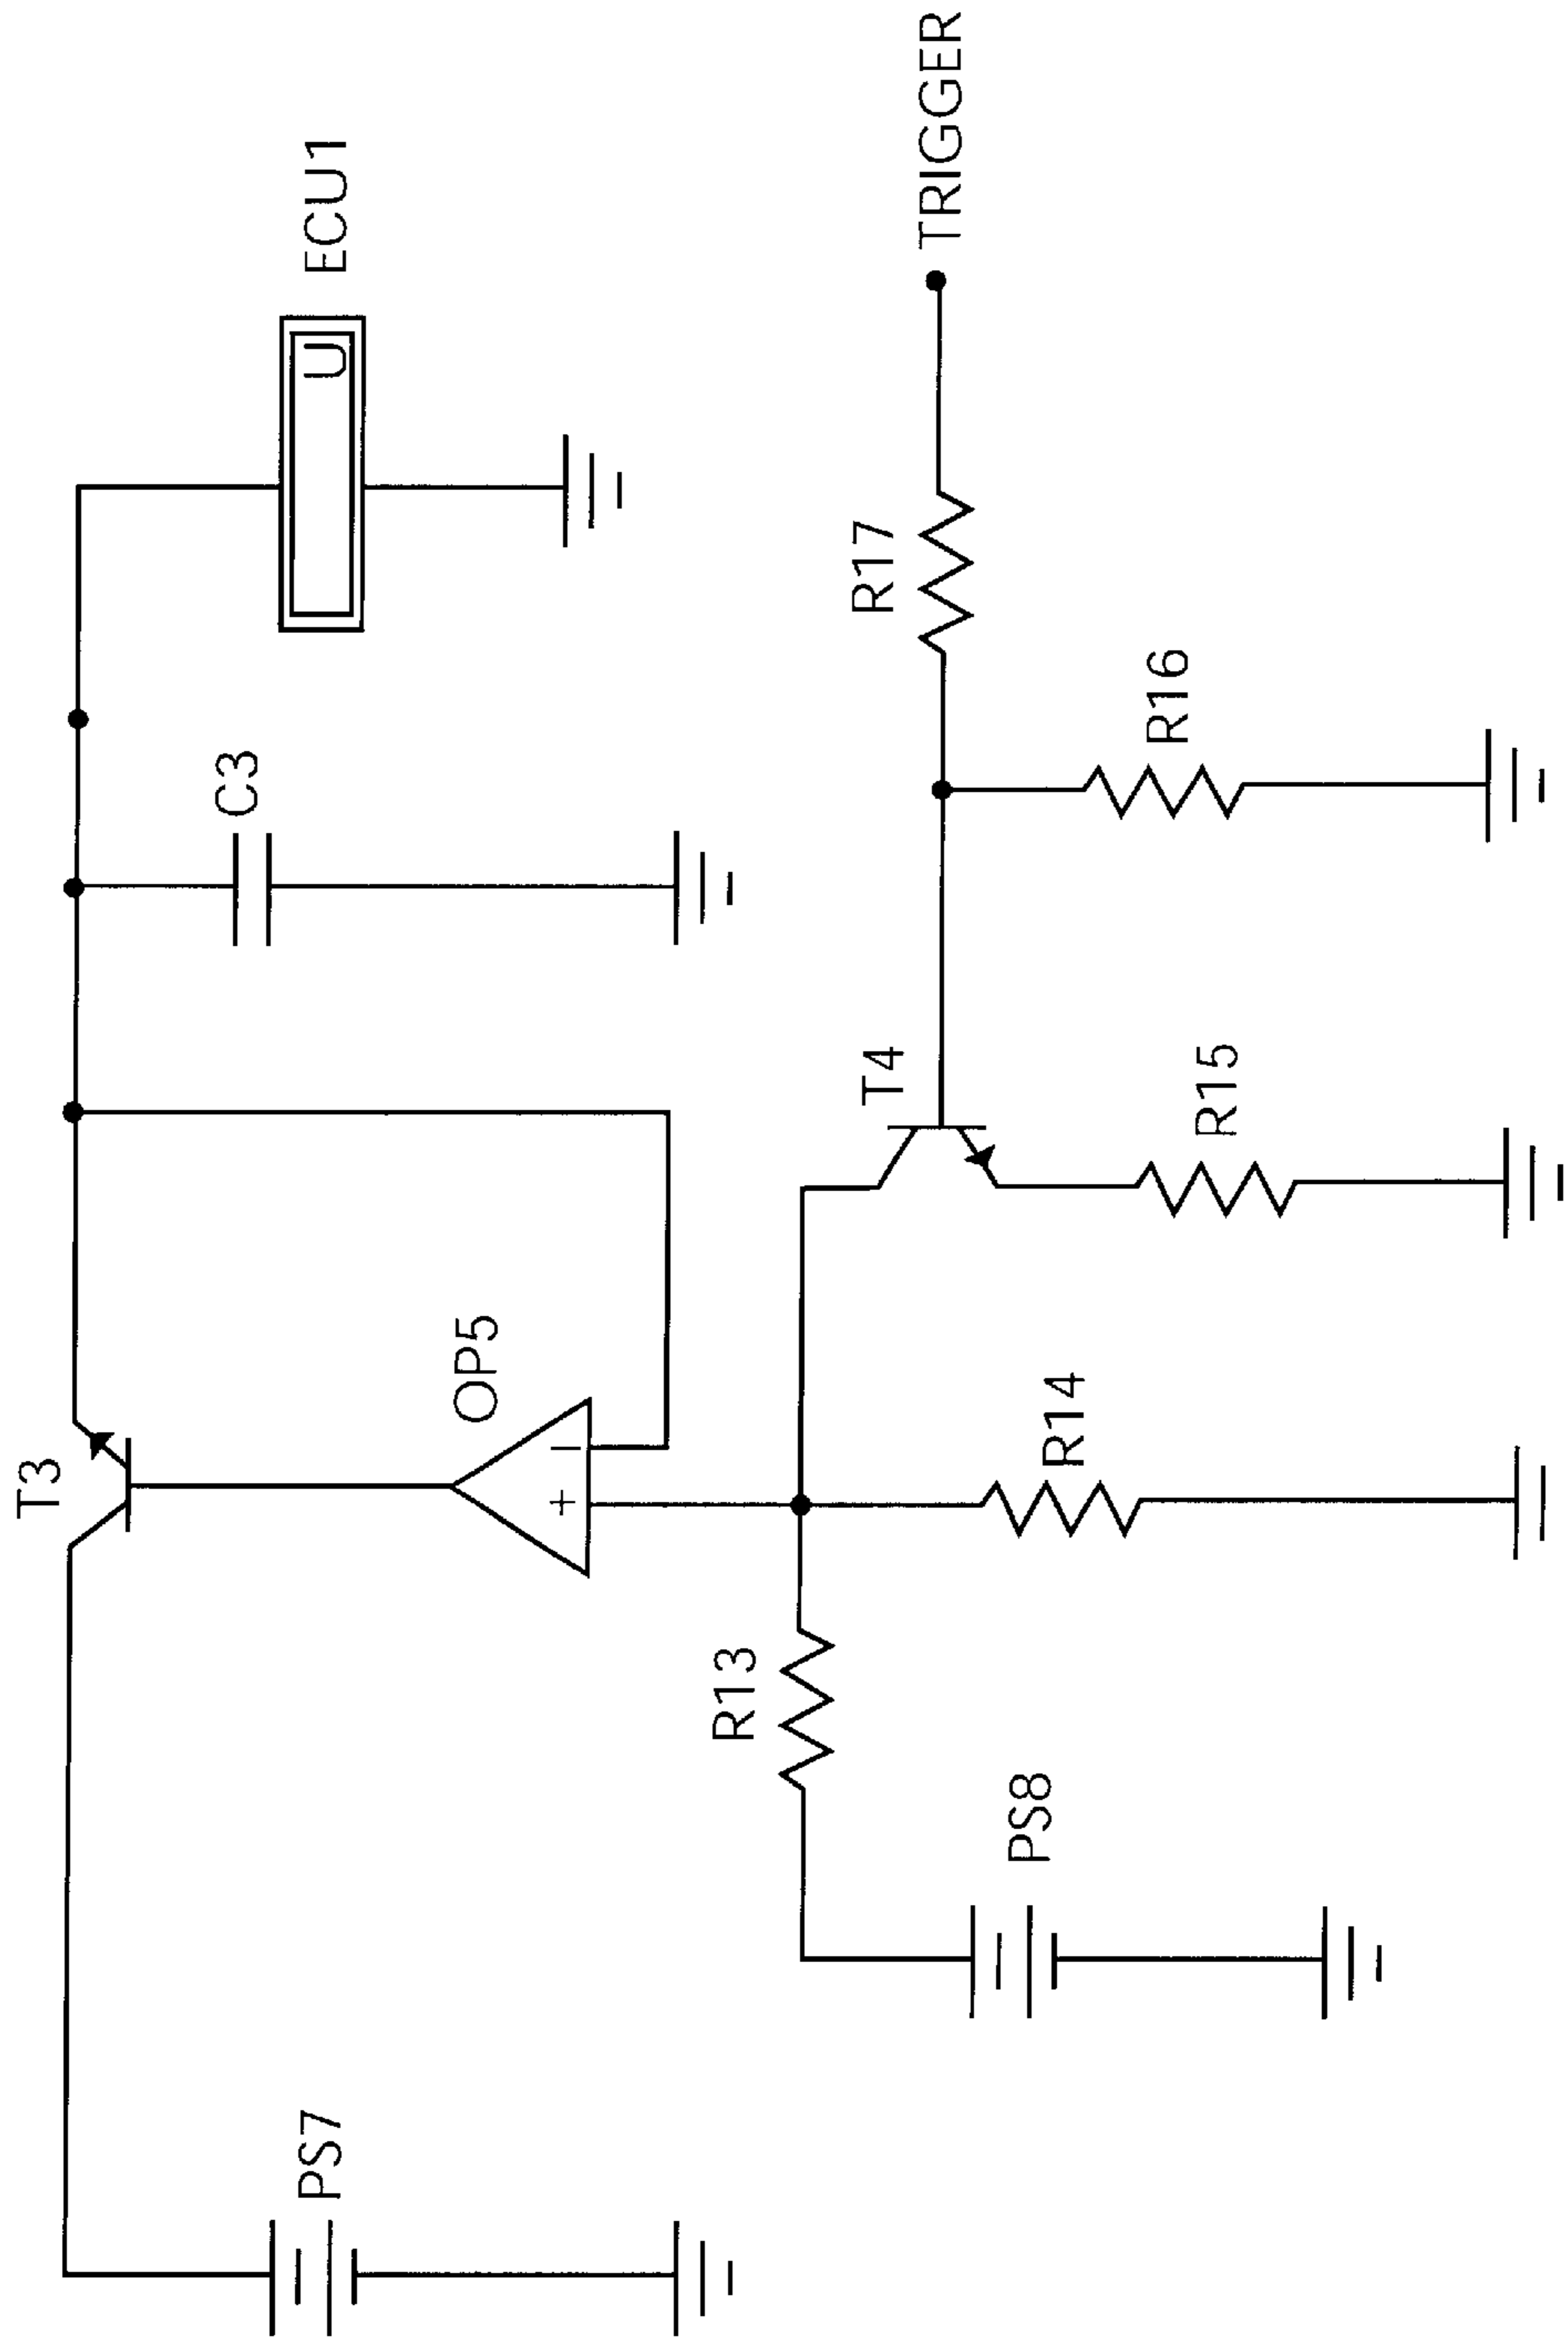 T3
ECU1
U
C3
OP5
+
−
PS7
TRIGGER
R17
T4
R16
R15
R14
R13
PS8